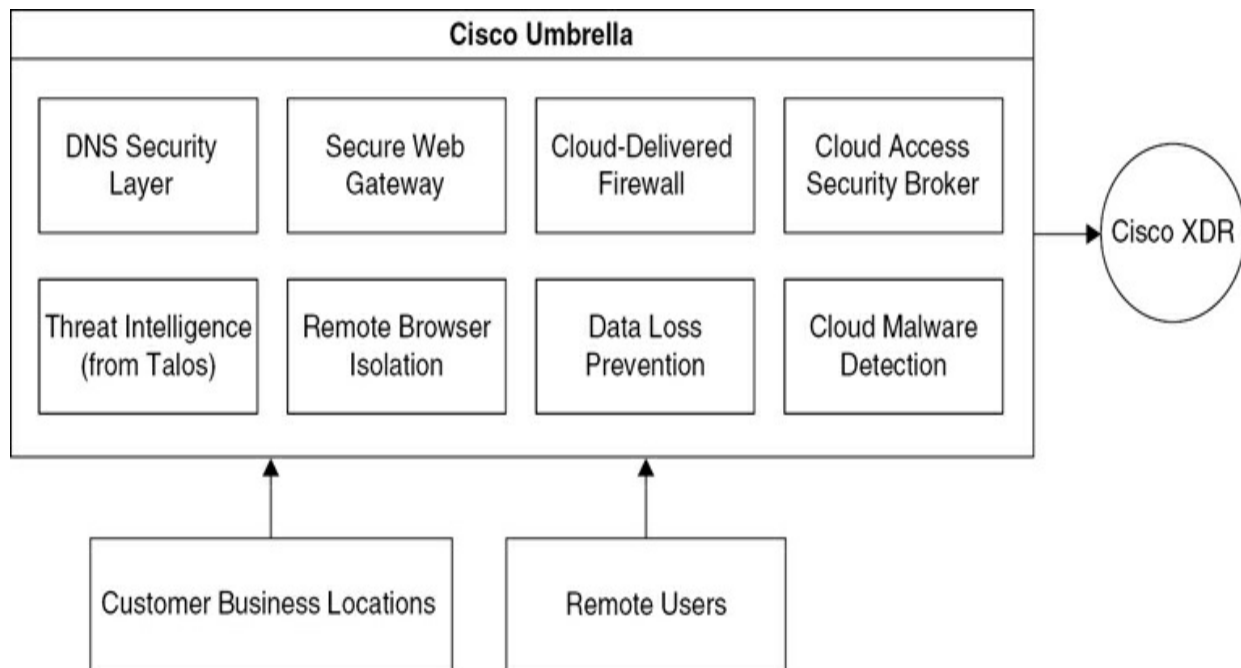 Cisco Umbrella
DNS Security
Layer
Secure Web
Gateway
Cloud-Delivered
Firewall
Cloud Access
Security Broker
Cisco XDR
Threat Intelligence
(from Talos)
Remote Browser
Isolation
Data Loss
Prevention
Cloud Malware
Detection
Customer Business Locations
Remote Users